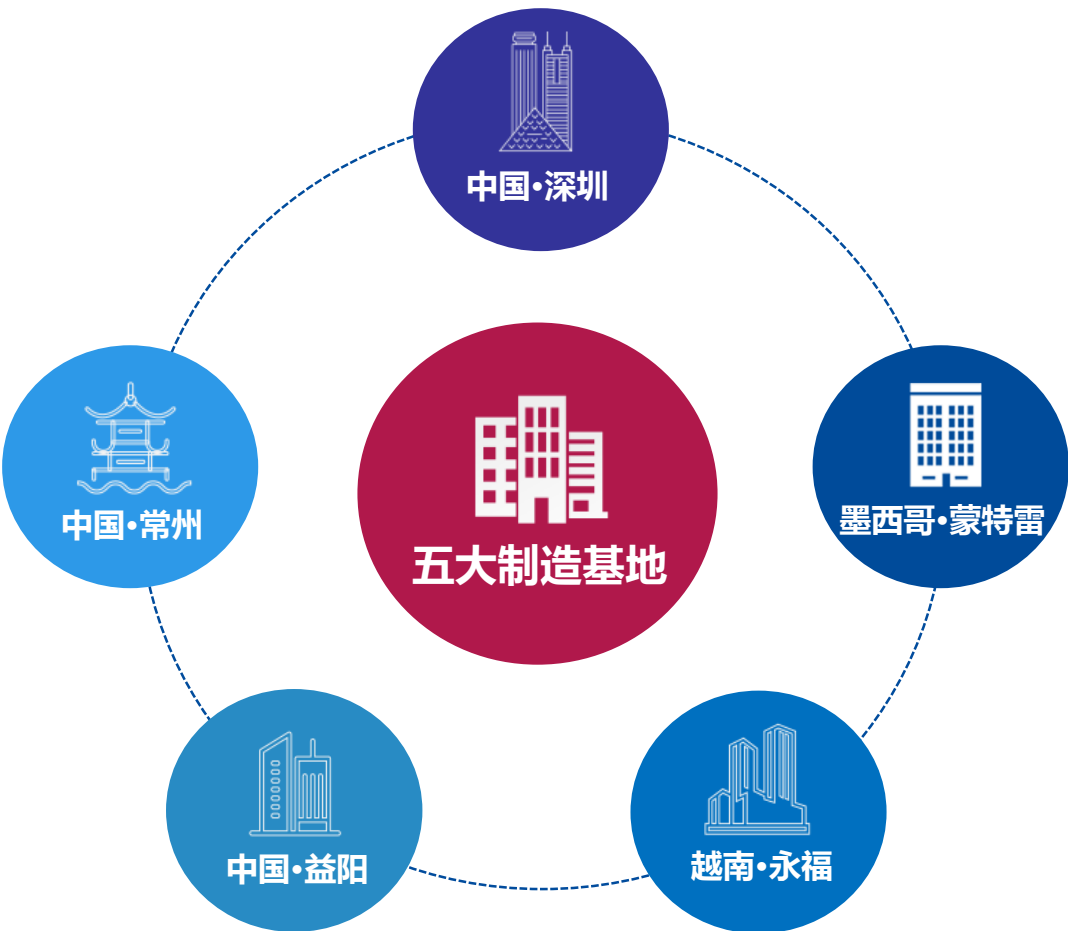 中国·深圳
中国·常州
墨西哥·蒙特雷
五大制造基地
中国·益阳
越南·永福